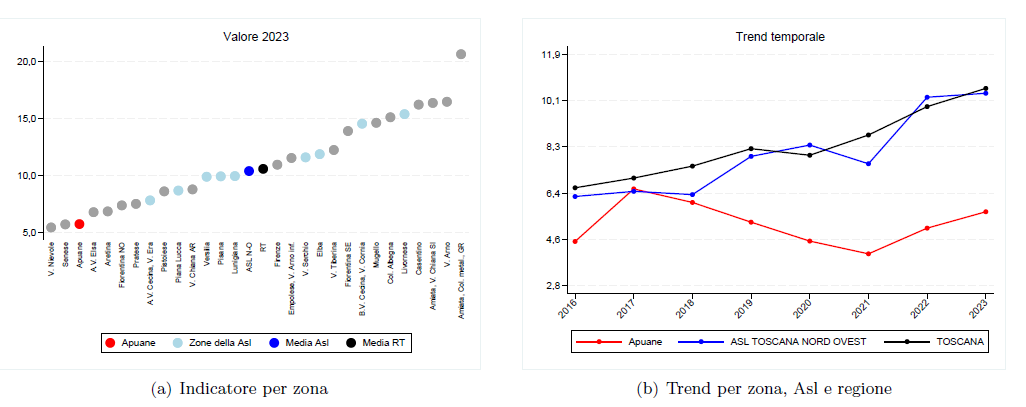 Valore 2023
20,0
15,0
10,0
5,0
V. Nievole
Senese
Apuane
A.V. Elsa
Aretina
Fiorentina NO
Pratese
A.V. Cecina, V. Era
Pistoiese
Piana Lucca
V. Chiana AR
Versilia
Pisana
Lunigiana
ASL N-O
RT
Firenze
Empolese, V. Arno Inf.
V. Serchio
Elba
V. Tiberina
Fiorentina SE
B.V. Cecina, V. Cornia
Mugello
Col. Albegna
Livornese
Casentino
Amiata, V. Chiana SI
V. Arno
Amiata, Col. metal., GR
Apuane Zone della Asl Media Asl Media RT
(a) Indicatore per zona
Trend temporale
11,9
10,1
8,3
6,4
4,6
2,8
2016
2017
2018
2019
2020
2021
2022
2023
Apuane ASL TOSCANA NORD OVEST TOSCANA
(b) Trend per zona, Asl e regione